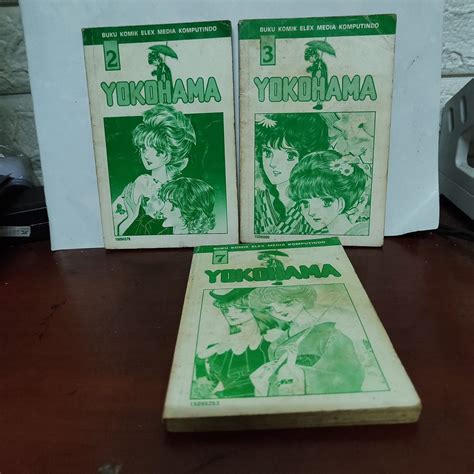 BUKU KOMIK ELEX MEDIA KOMPUTINDO
2
YOKOHAMA
BUKU KOMIK ELEX MEDIA KOMPUTINDO
3
YOKOHAMA
BUKU KOMIK ELEX MEDIA KOMPUTINDO
7
YOKOHAMA